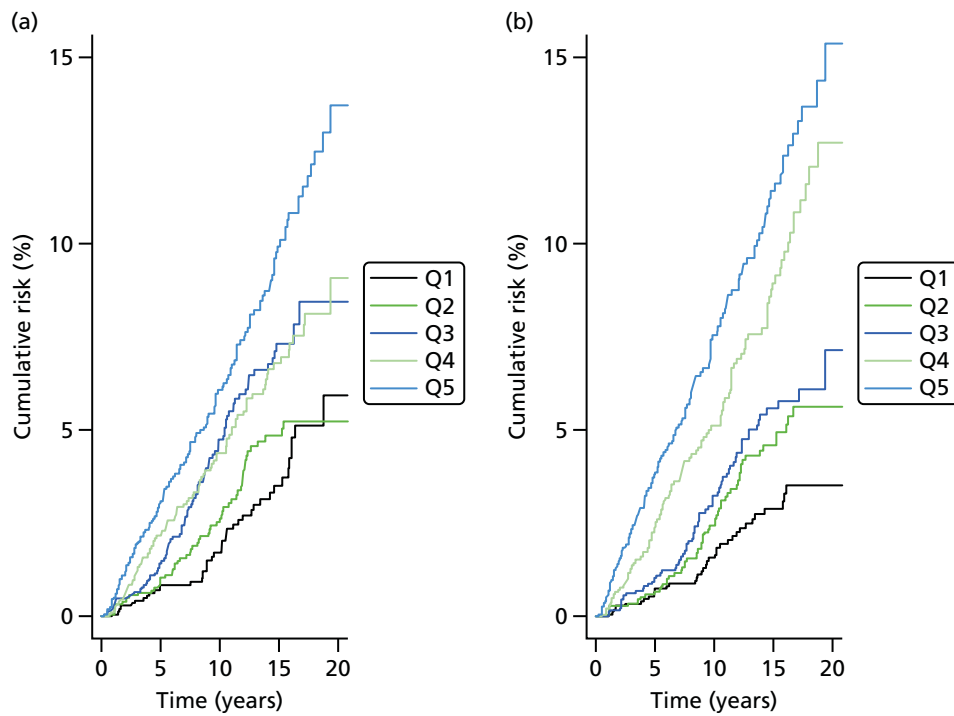 (a)
15
10
5
0
Cumulative risk (%)
0 5 10 15 20
Time (years)
Q1
Q2
Q3
Q4
Q5
(b)
15
10
5
0
Cumulative risk (%)
0 5 10 15 20
Time (years)
Q1
Q2
Q3
Q4
Q5